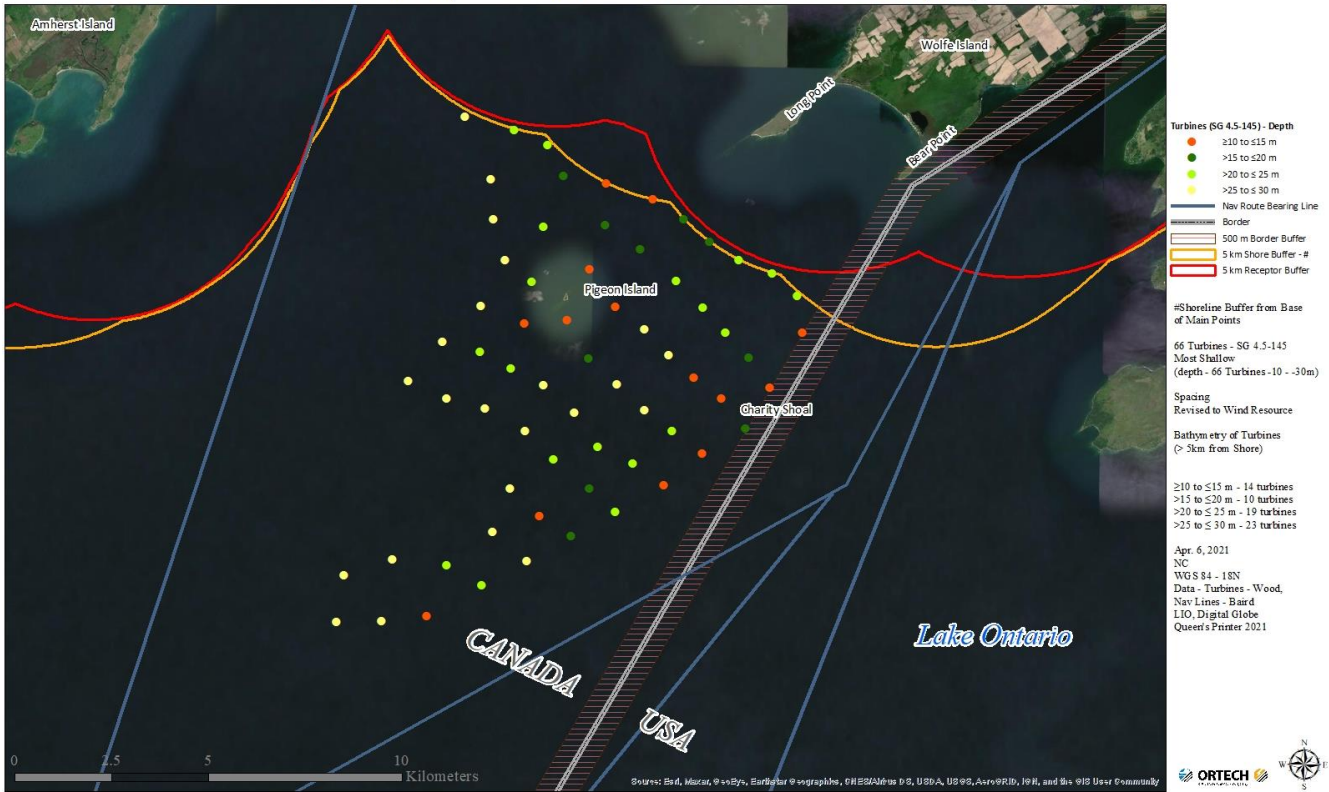 Amherst Island
Wolfe Island
Long Point
Bear Point
Pigeon Island
Charity Shoal
CANADA
USA
Lake Ontario
0 2.5 5 10
Kilometers
Source: Esri, Maxar, GeoEye, Earthstar Geographics, CNES/Airbus DS, USDA, USGS, AeroGRID, IGN, and the GIS User Community
Turbines (SG 4.5-145) - Depth
≥10 to ≤15 m
>15 to ≤20 m
>20 to ≤ 25 m
>25 to ≤ 30 m
Nav Route Bearing Line
Border
500 m Border Buffer
5 km Shore Buffer - #
5 km Receptor Buffer
#Shoreline Buffer from Base
of Main Points
66 Turbines - SG 4.5-145
Most Shallow
(depth - 66 Turbines -10 - -30m)
Spacing
Revised to Wind Resource
Bathymetry of Turbines
(> 5km from Shore)
≥10 to ≤15 m - 14 turbines
>15 to ≤20 m - 10 turbines
>20 to ≤ 25 m - 19 turbines
>25 to ≤ 30 m - 23 turbines
Apr. 6, 2021
NC
WGS 84 - 18N
Data - Turbines - Wood,
Nav Lines - Baird
LIO, Digital Globe
Queen's Printer 2021
ORTECH
N
W E
S